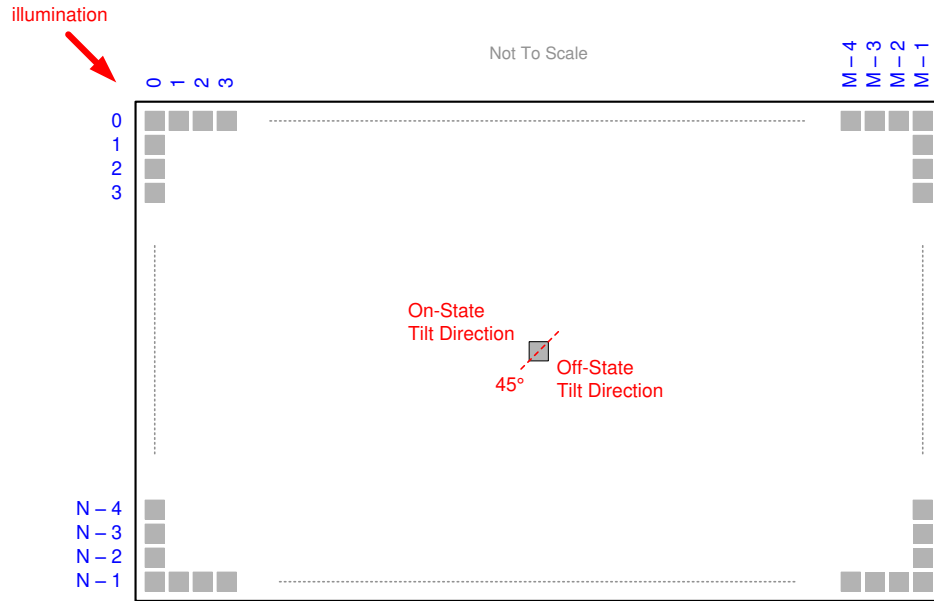 illumination
Not To Scale
0 1 2 3
M – 4 M – 3 M – 2 M – 1
0
1
2
3
On-State
Tilt Direction
Off-State
Tilt Direction
45°
N – 4
N – 3
N – 2
N – 1